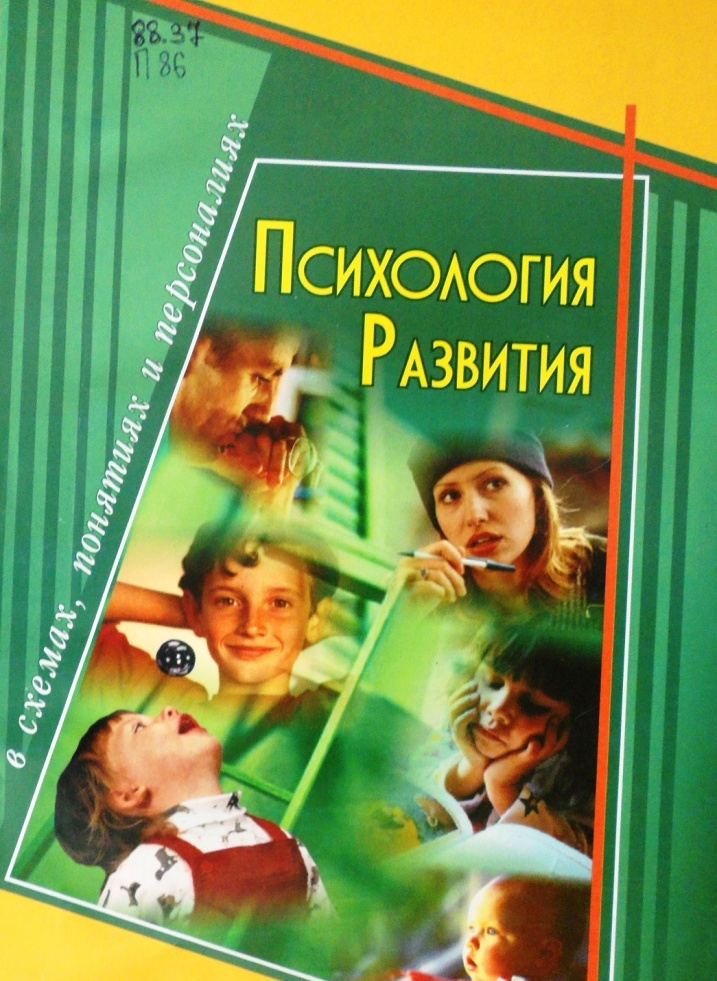 88.37
П 86
в схемах, понятиях и персоналиях
Психология
Развития